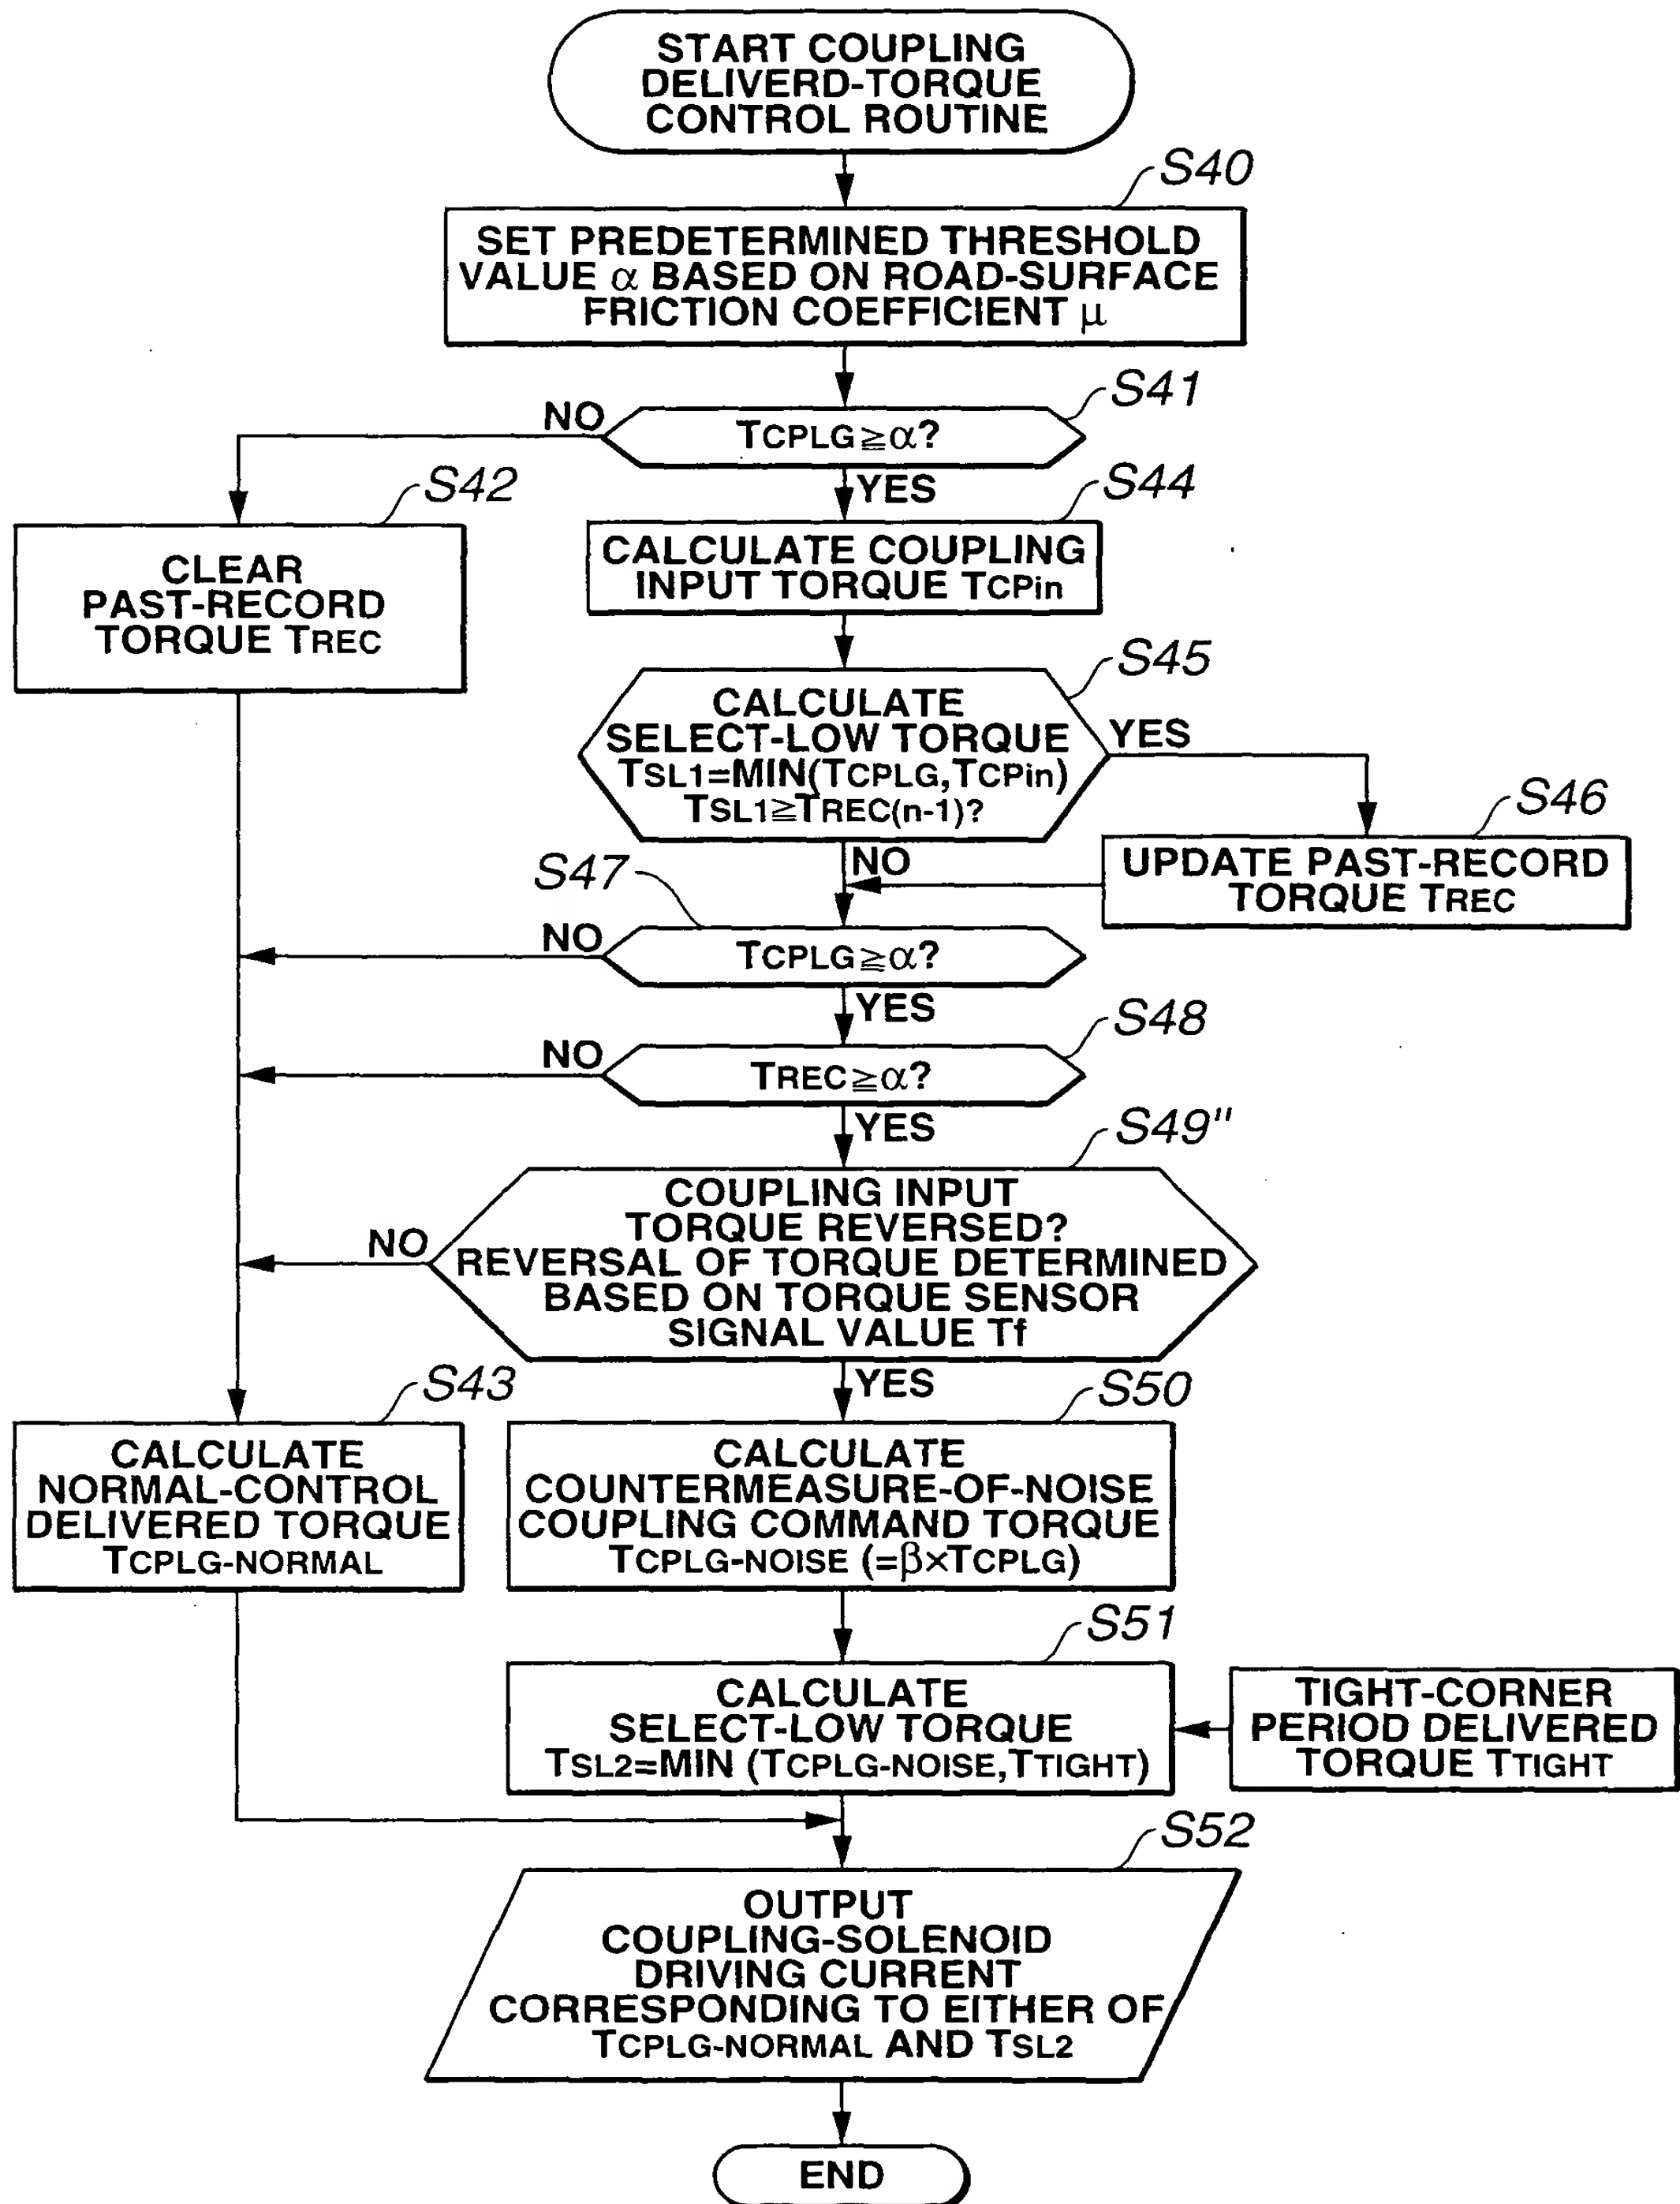 START COUPLING
DELIVERD-TORQUE
CONTROL ROUTINE
S40
SET PREDETERMINED THRESHOLD
VALUE α BASED ON ROAD-SURFACE
FRICTION COEFFICIENT μ
S41
NO
TCPLG≧α?
YES
S42
CLEAR
PAST-RECORD
TORQUE TREC
S44
CALCULATE COUPLING
INPUT TORQUE TCPin
S45
CALCULATE
SELECT-LOW TORQUE
TSL1=MIN(TCPLG,TCPin)
TSL1≧TREC(n-1)?
YES
NO
S46
UPDATE PAST-RECORD
TORQUE TREC
S47
NO
TCPLG≧α?
YES
S48
NO
TREC≧α?
YES
S49"
COUPLING INPUT
TORQUE REVERSED?
REVERSAL OF TORQUE DETERMINED
BASED ON TORQUE SENSOR
SIGNAL VALUE Tf
NO
YES
S43
CALCULATE
NORMAL-CONTROL
DELIVERED TORQUE
TCPLG-NORMAL
S50
CALCULATE
COUNTERMEASURE-OF-NOISE
COUPLING COMMAND TORQUE
TCPLG-NOISE (=β×TCPLG)
S51
CALCULATE
SELECT-LOW TORQUE
TSL2=MIN (TCPLG-NOISE,TTIGHT)
TIGHT-CORNER
PERIOD DELIVERED
TORQUE TTIGHT
S52
OUTPUT
COUPLING-SOLENOID
DRIVING CURRENT
CORRESPONDING TO EITHER OF
TCPLG-NORMAL AND TSL2
END